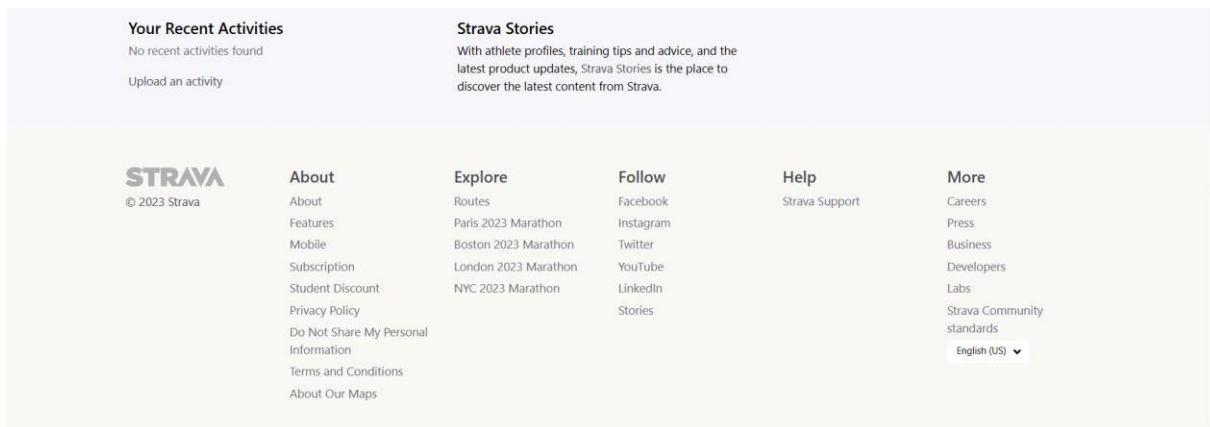 Your Recent Activities
No recent activities found
Upload an activity
Strava Stories
With athlete profiles, training tips and advice, and the
latest product updates, Strava Stories is the place to
discover the latest content from Strava.
STRAVA
© 2023 Strava
About
About
Features
Mobile
Subscription
Student Discount
Privacy Policy
Do Not Share My Personal
Information
Terms and Conditions
About Our Maps
Explore
Routes
Paris 2023 Marathon
Boston 2023 Marathon
London 2023 Marathon
NYC 2023 Marathon
Follow
Facebook
Instagram
Twitter
YouTube
LinkedIn
Stories
Help
Strava Support
More
Careers
Press
Business
Developers
Labs
Strava Community
standards
English (US)